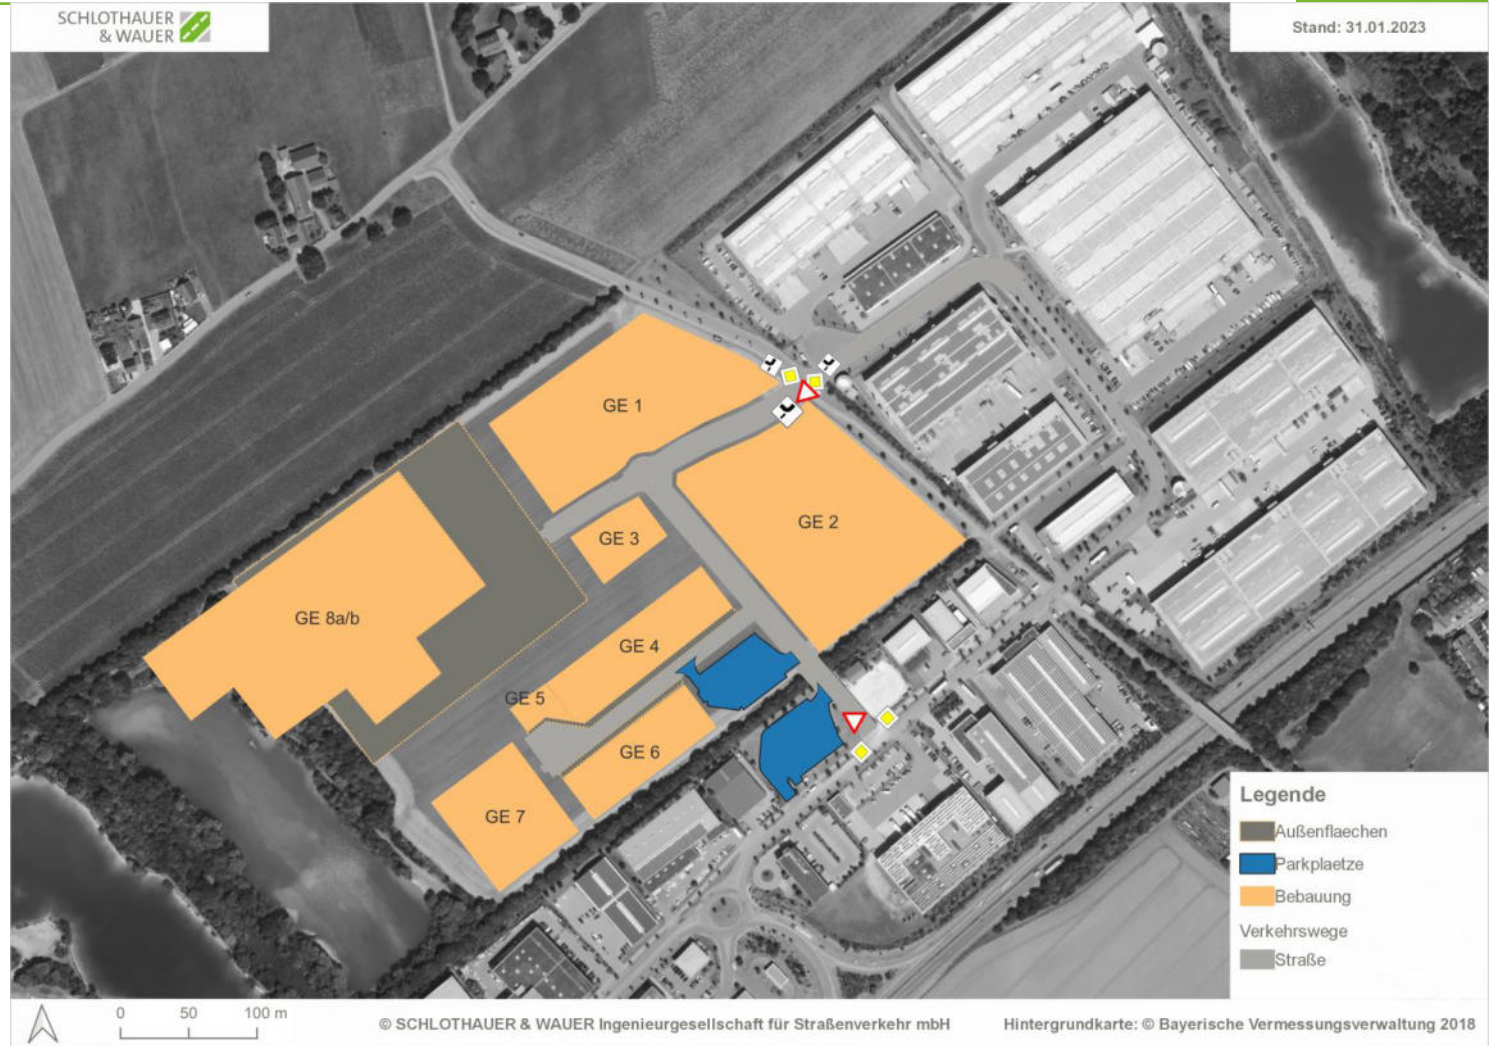 SCHLOTHAUER
& WAUER
Stand: 31.01.2023
GE 1
GE 2
GE 3
GE 8a/b
GE 4
GE 5
GE 6
GE 7
Legende
Außenflaechen
Parkplaetze
Bebauung
Verkehrswege
Straße
0 50 100 m
© SCHLOTHAUER & WAUER Ingenieurgesellschaft für Straßenverkehr mbH
Hintergrundkarte: © Bayerische Vermessungsverwaltung 2018